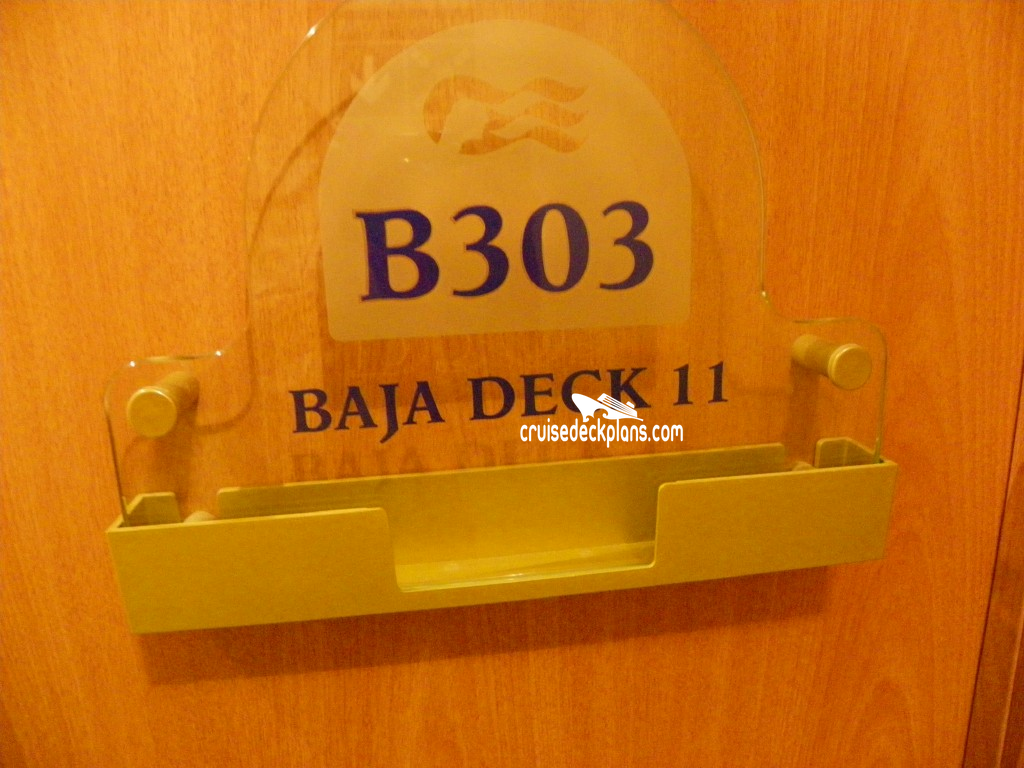 B303
BAJA DECK 11
cruisedeckplans.com